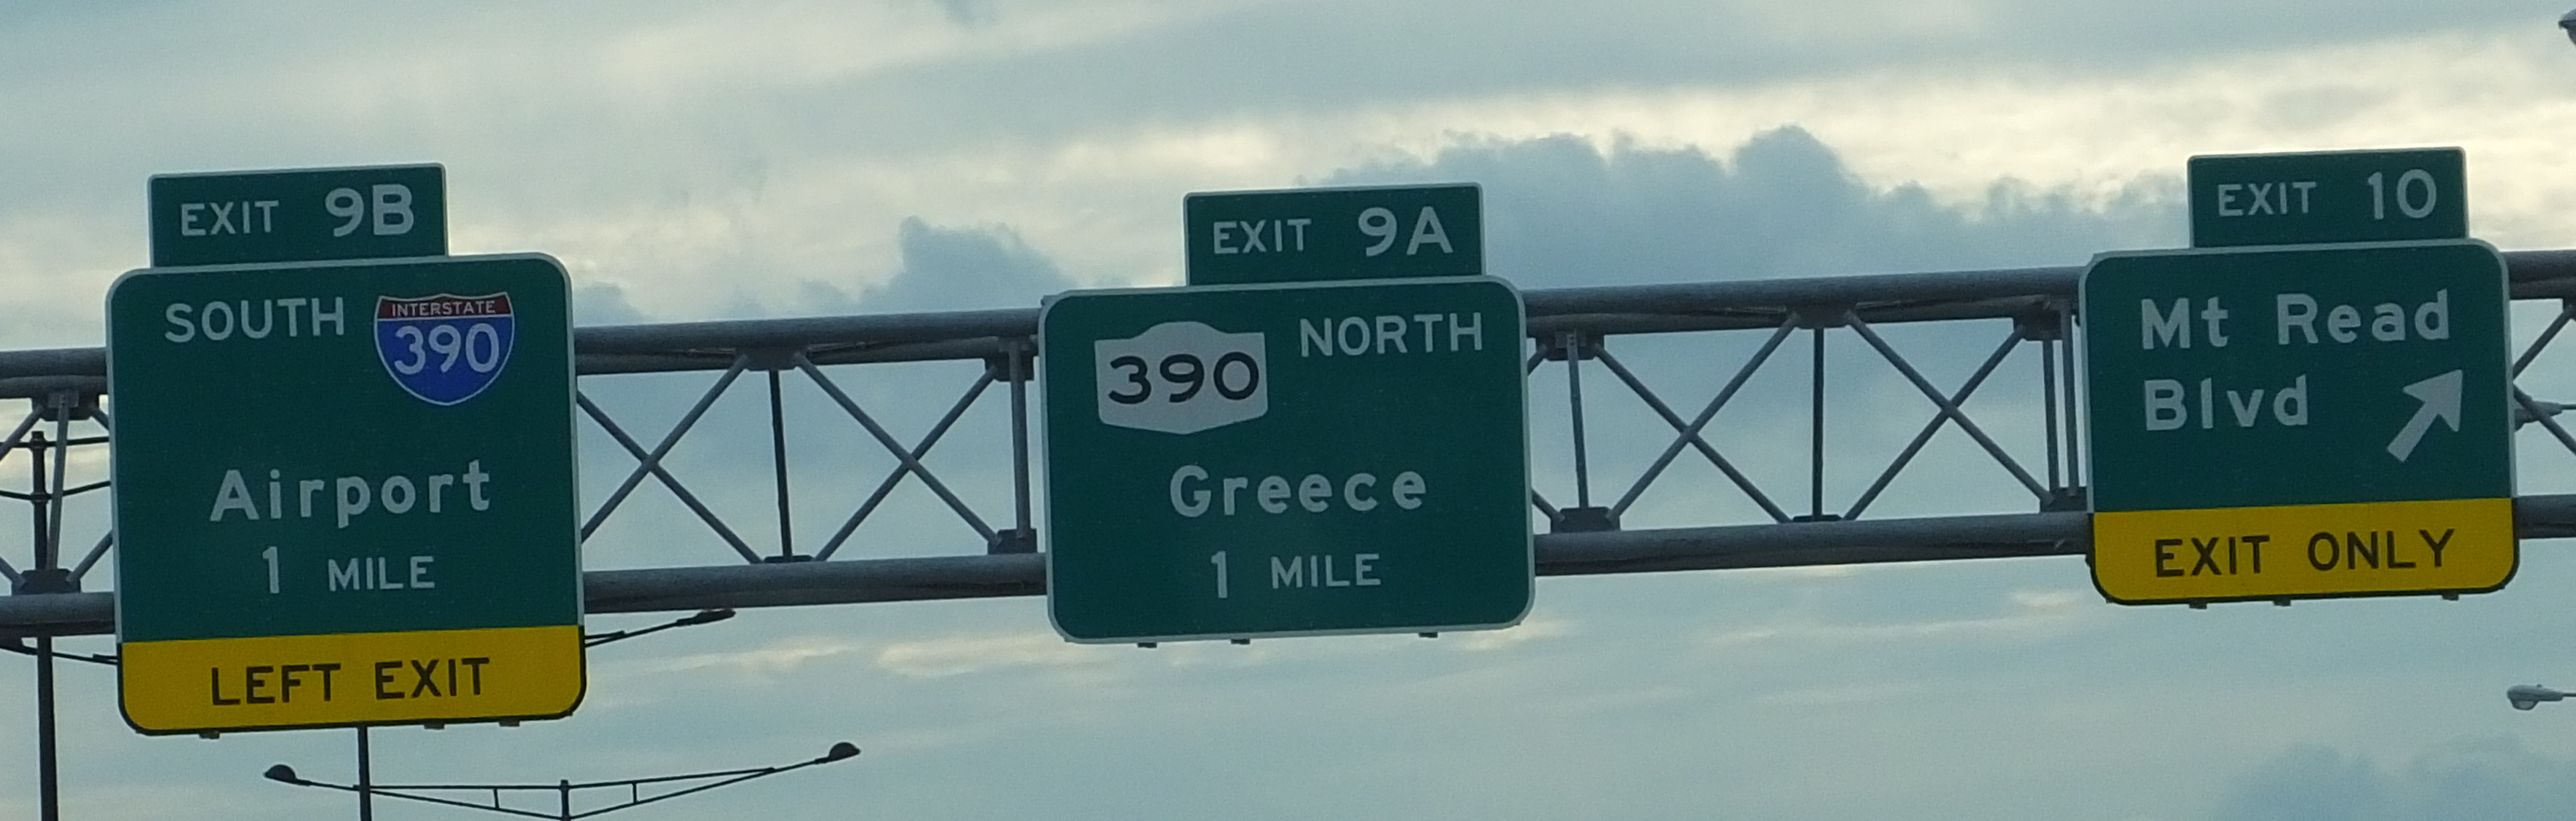 EXIT 9B
SOUTH
INTERSTATE
390
Airport
1 MILE
LEFT EXIT
EXIT 9A
390
NORTH
Greece
1 MILE
EXIT 10
Mt Read
Blvd
EXIT ONLY